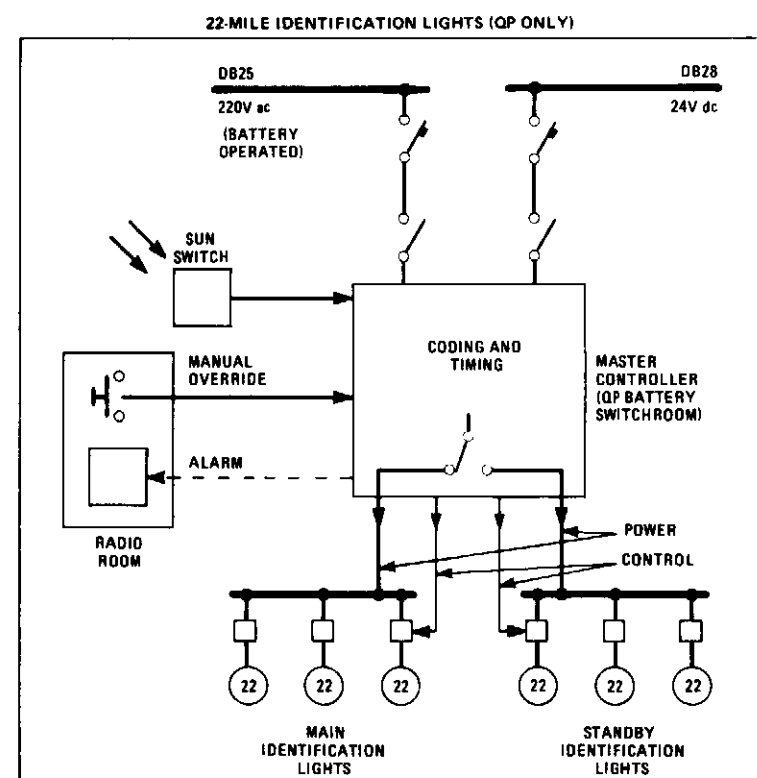 22-MILE IDENTIFICATION LIGHTS (QP ONLY)
DB25
220V ac
(BATTERY
OPERATED)
DB28
24V dc
SUN
SWITCH
MANUAL
OVERRIDE
ALARM
RADIO
ROOM
CODING AND
TIMING
MASTER
CONTROLLER
(QP BATTERY
SWITCHROOM)
POWER
CONTROL
22
22
22
22
22
22
MAIN
IDENTIFICATION
LIGHTS
STANDBY
IDENTIFICATION
LIGHTS